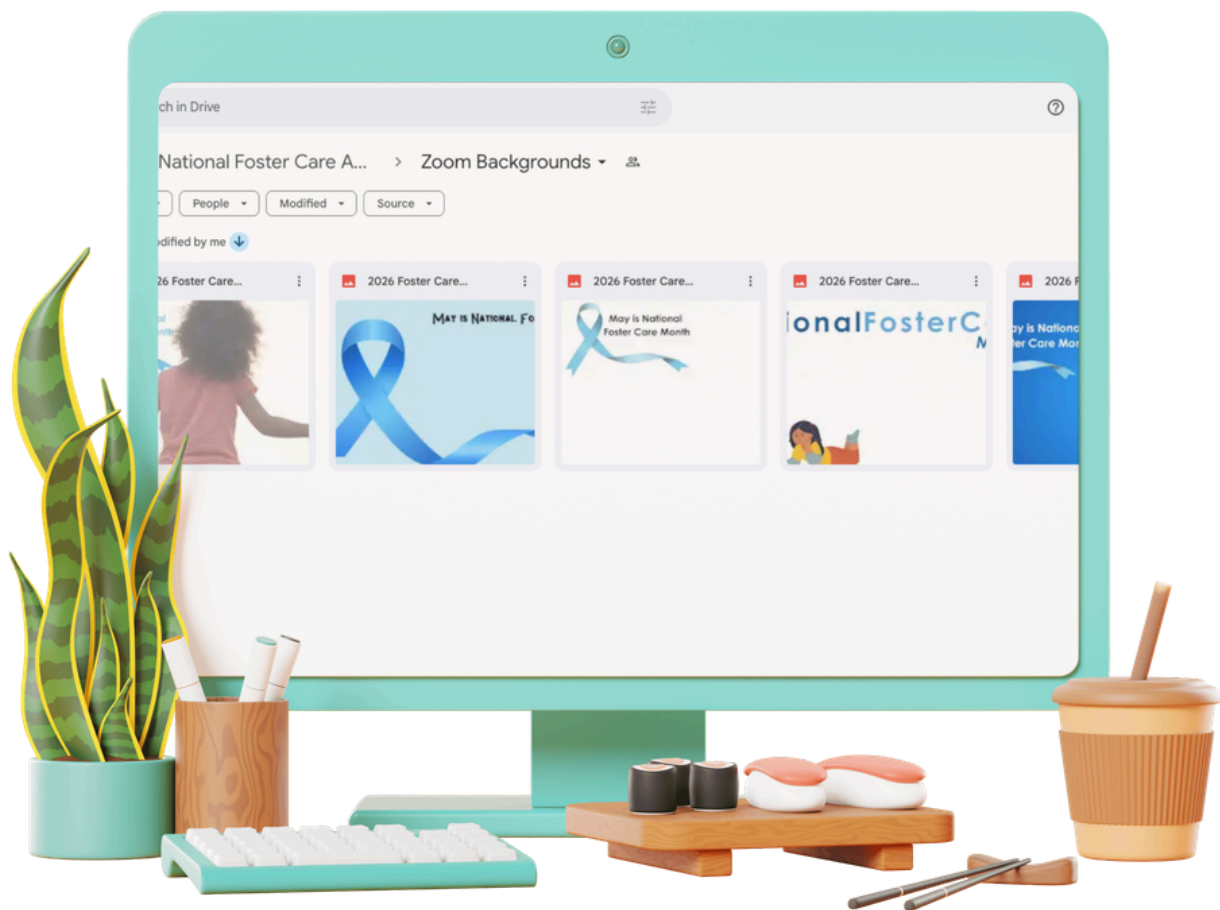 ch in Drive
National Foster Care A... > Zoom Backgrounds
People
Modified
Source
odified by me
26 Foster Care...
2026 Foster Care...
2026 Foster Care...
2026 Foster Care...
2026 F
MAY IS NATIONAL FO
May is National
Foster Care Month
ionalFosterC
M
ay is Nationa
ter Care Mon